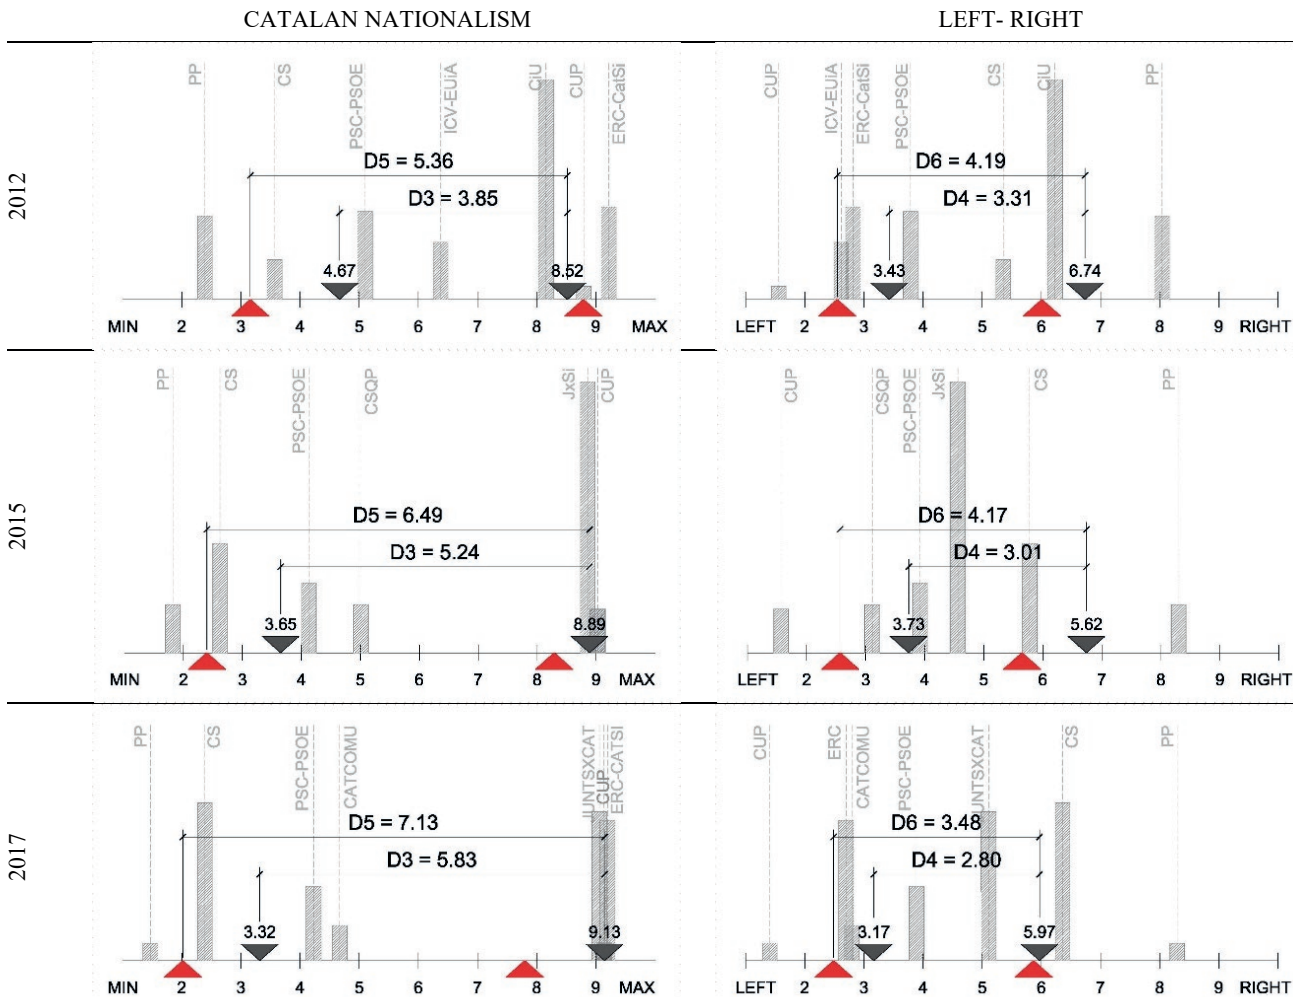 CATALAN NATIONALISM
LEFT- RIGHT
2012
PP
CS
PSC-PSOE
ICV-EUiA
CiU
CUP
ERC-CatSi
D5 = 5.36
D3 = 3.85
4.67
8.52
MIN 2 3 4 5 6 7 8 9 MAX
CUP
ICV-EUiA
ERC-CatSi
PSC-PSOE
CS
CiU
PP
D6 = 4.19
D4 = 3.31
3.43
6.74
LEFT 2 3 4 5 6 7 8 9 RIGHT
2015
PP
CS
PSC-PSOE
CSQP
JxSi
CUP
D5 = 6.49
D3 = 5.24
3.65
8.89
MIN 2 3 4 5 6 7 8 9 MAX
CUP
CSQP
PSC-PSOE
JxSi
CS
PP
D6 = 4.17
D4 = 3.01
3.73
5.62
LEFT 2 3 4 5 6 7 8 9 RIGHT
2017
PP
CS
PSC-PSOE
CATCOMU
JUNTSXCAT
CUP
ERC-CATSI
D5 = 7.13
D3 = 5.83
3.32
9.13
MIN 2 3 4 5 6 7 8 9 MAX
CUP
ERC
CATCOMU
PSC-PSOE
UNTSXCAT
CS
PP
D6 = 3.48
D4 = 2.80
3.17
5.97
LEFT 2 3 4 5 6 7 8 9 RIGHT